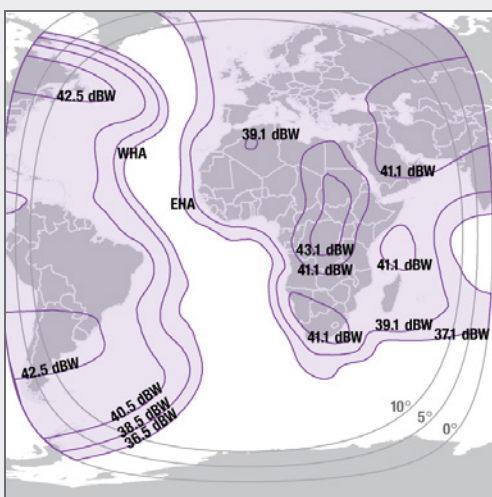 42.5 dBW
39.1 dBW
WHA
41.1 dBW
EHA
43.1 dBW
41.1 dBW
41.1 dBW
39.1 dBW
37.1 dBW
41.1 dBW
42.5 dBW
40.5 dBW
38.5 dBW
36.5 dBW
10°
5°
0°